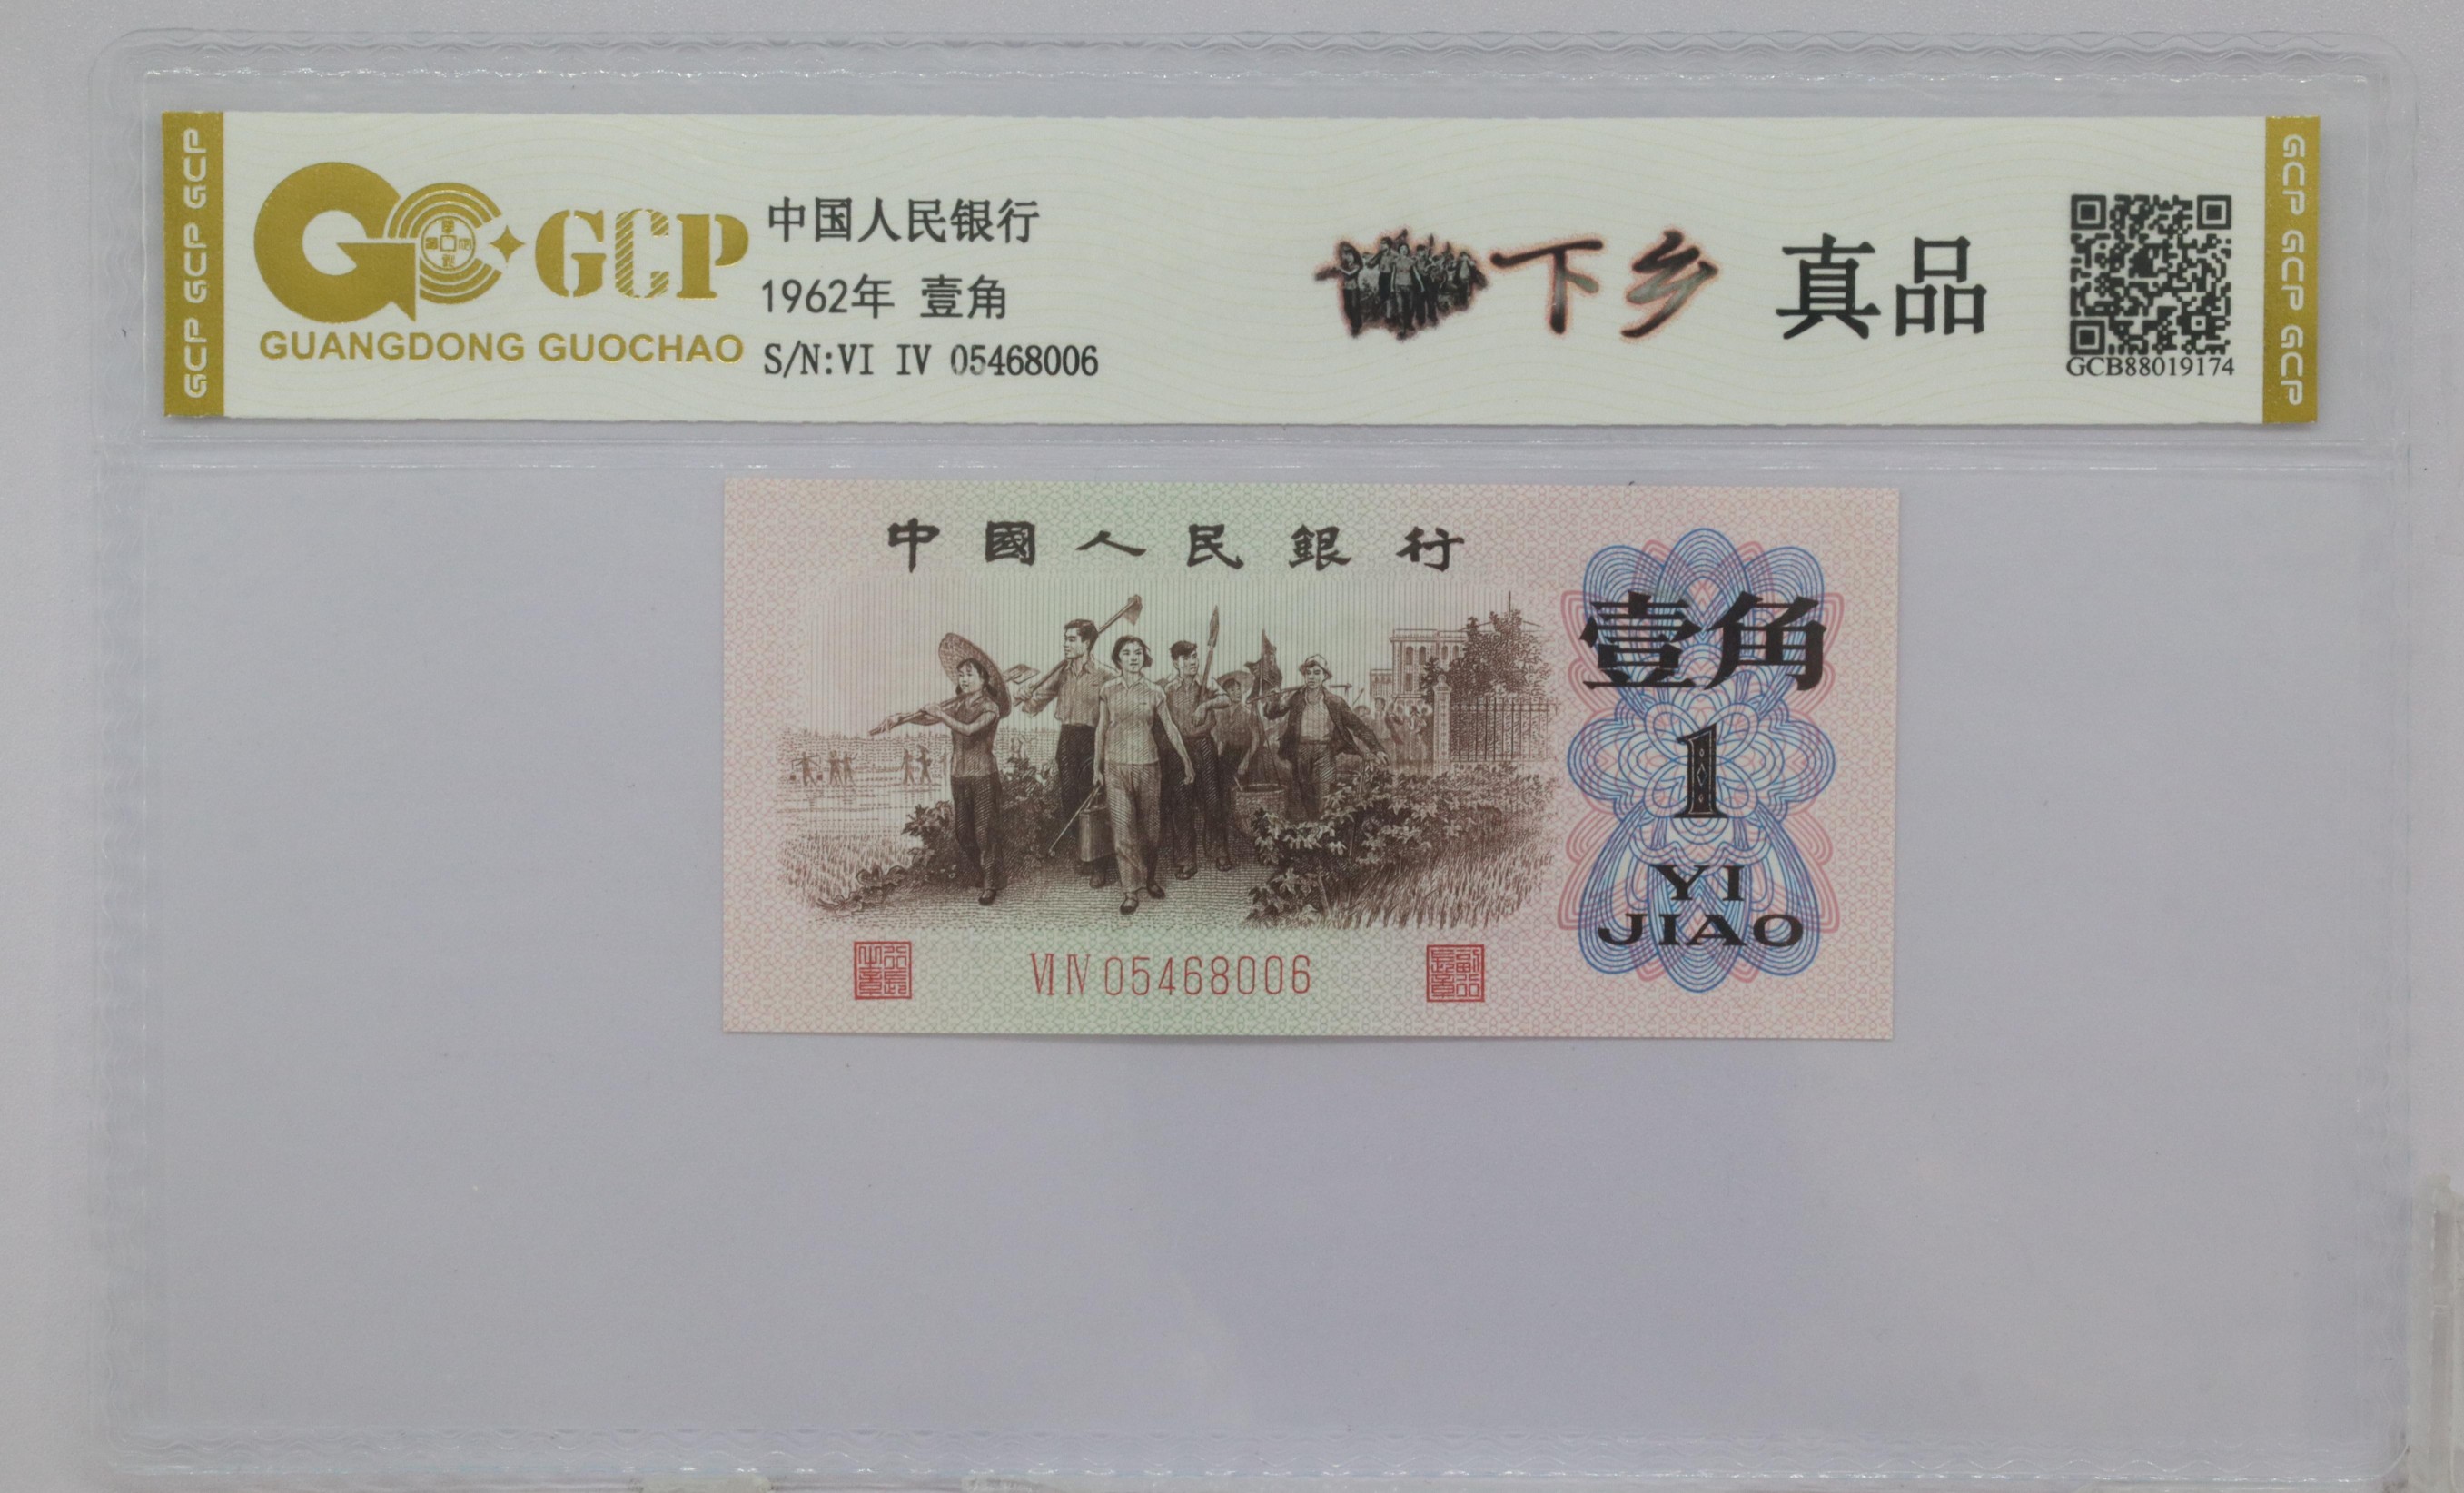 GCP GCP GCP
GCP
GUANGDONG GUOCHAO
中国人民银行
1962年 壹角
S/N:VI IV 05468006
下乡 真品
GCB88019174
GCP GCP GCP
中國人民銀行
壹角
1
YI
JIAO
VI IV 05468006